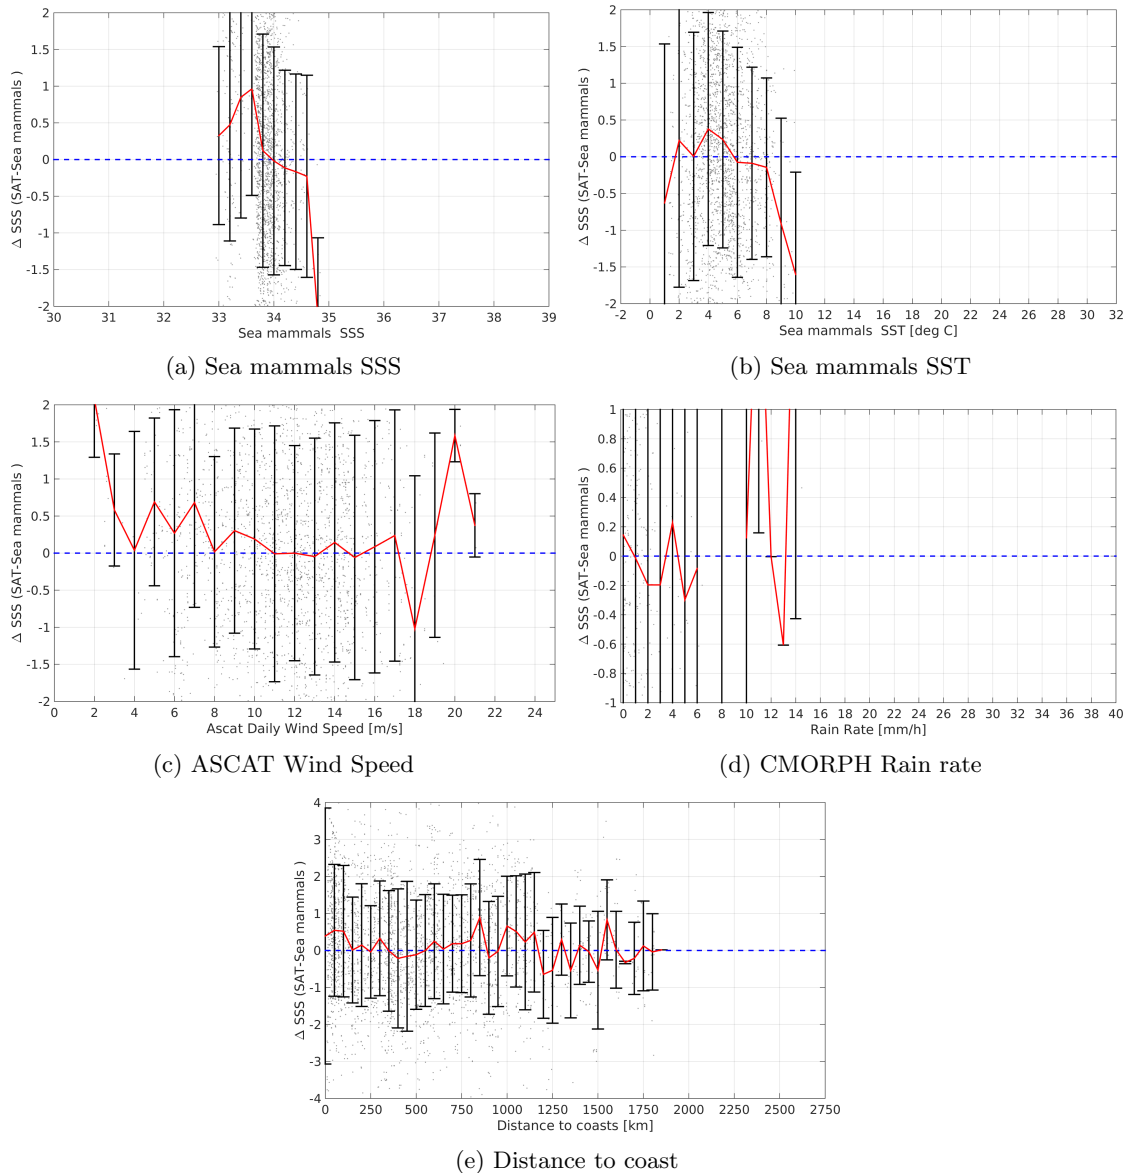 2
1.5
1
0.5
0
-0.5
-1
-1.5
-2
Δ SSS (SAT-Sea mammals )
30 31 32 33 34 35 36 37 38 39
Sea mammals  SSS
(a) Sea mammals SSS
2
1.5
1
0.5
0
-0.5
-1
-1.5
-2
Δ SSS (SAT-Sea mammals )
-2 0 2 4 6 8 10 12 14 16 18 20 22 24 26 28 30 32
Sea mammals  SST [deg C]
(b) Sea mammals SST
2
1.5
1
0.5
0
-0.5
-1
-1.5
-2
Δ SSS (SAT-Sea mammals )
0 2 4 6 8 10 12 14 16 18 20 22 24
Ascat Daily Wind Speed [m/s]
(c) ASCAT Wind Speed
1
0.8
0.6
0.4
0.2
0
-0.2
-0.4
-0.6
-0.8
-1
Δ SSS (SAT-Sea mammals )
0 2 4 6 8 10 12 14 16 18 20 22 24 26 28 30 32 34 36 38 40
Rain Rate [mm/h]
(d) CMORPH Rain rate
4
3
2
1
0
-1
-2
-3
-4
Δ SSS (SAT-Sea mammals )
0 250 500 750 1000 1250 1500 1750 2000 2250 2500 2750
Distance to coasts [km]
(e) Distance to coast